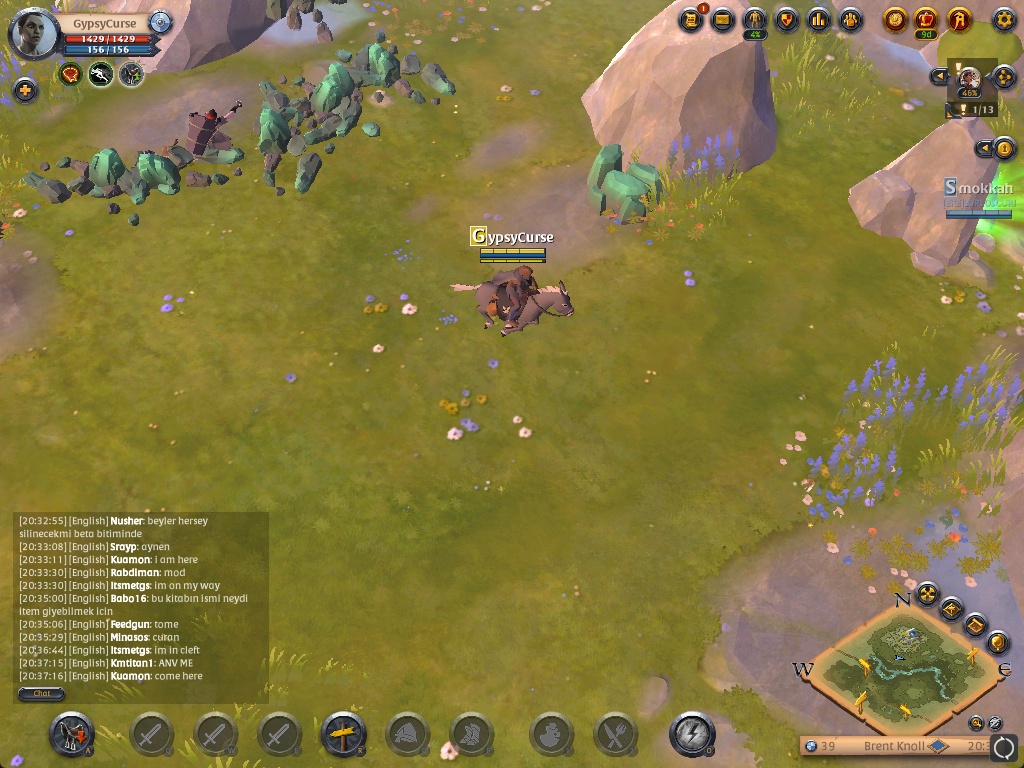 GypsyCurse
1429 / 1429
156 / 156
1
4%
9d
46%
1/13
Smokkah
GypsyCurse
[20:32:55] [English] Nusher: beyler hersey
silinecekmi beta bitiminde
[20:33:08] [English] Srayp: aynen
[20:33:11] [English] Kuamon: i am here
[20:33:30] [English] Rabdiman: mod
[20:33:30] [English] Itsmetgs: im on my way
[20:35:00] [English] Babo16: bu kitabın ismi neydi
item giyebilmek icin
[20:35:06] [English] Feedgun: tome
[20:35:29] [English] Minasos: curan
[20:36:44] [English] Itsmetgs: im in cleft
[20:37:15] [English] Kmtitan1: ANV ME
[20:37:16] [English] Kuamon: come here
Chat
N
W
E
A
R
39 Brent Knoll 20:3